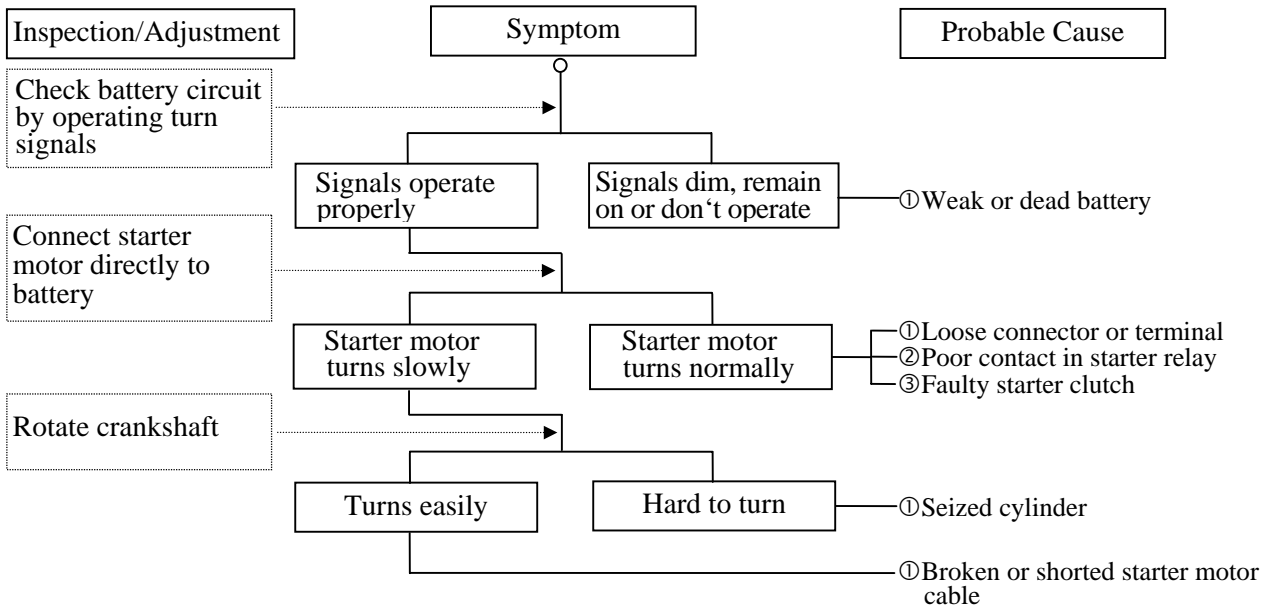 Inspection/Adjustment
Symptom
Probable Cause
Check battery circuit
by operating turn
signals
Signals operate
properly
Signals dim, remain
on or don‘t operate
①Weak or dead battery
Connect starter
motor directly to
battery
Starter motor
turns slowly
Starter motor
turns normally
①Loose connector or terminal
②Poor contact in starter relay
③Faulty starter clutch
Rotate crankshaft
Turns easily
Hard to turn
①Seized cylinder
①Broken or shorted starter motor
cable